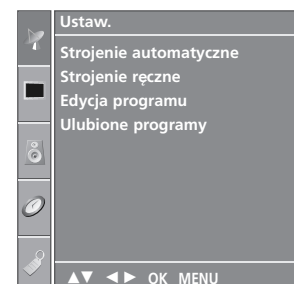 Ustaw.
Strojenie automatyczne
Strojenie ręczne
Edycja programu
Ulubione programy
▲▼ ◄► OK MENU